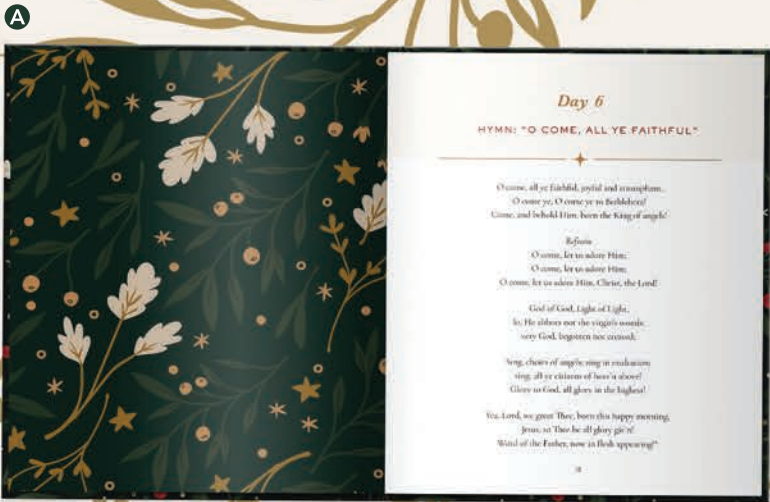 A
Day 6
HYMN: "O COME, ALL YE FAITHFUL"
O come, all ye faithful, joyful and triumphant,
O come ye, O come ye to Bethlehem!
Come, and behold Him, born the King of angels!
Refrain
O come, let us adore Him;
O come, let us adore Him;
O come, let us adore Him, Christ, the Lord!
God of God, Light of Light,
lo, He abhors not the virgin's womb;
very God, begotten not created;
Sing, choirs of angels; sing in exultation;
sing, all ye citizens of heav'n above!
Glory to God, all glory in the highest!
Yea, Lord, we greet Thee, born this happy morning,
Jesus, to Thee be all glory giv'n!
Word of the Father, now in flesh appearing!